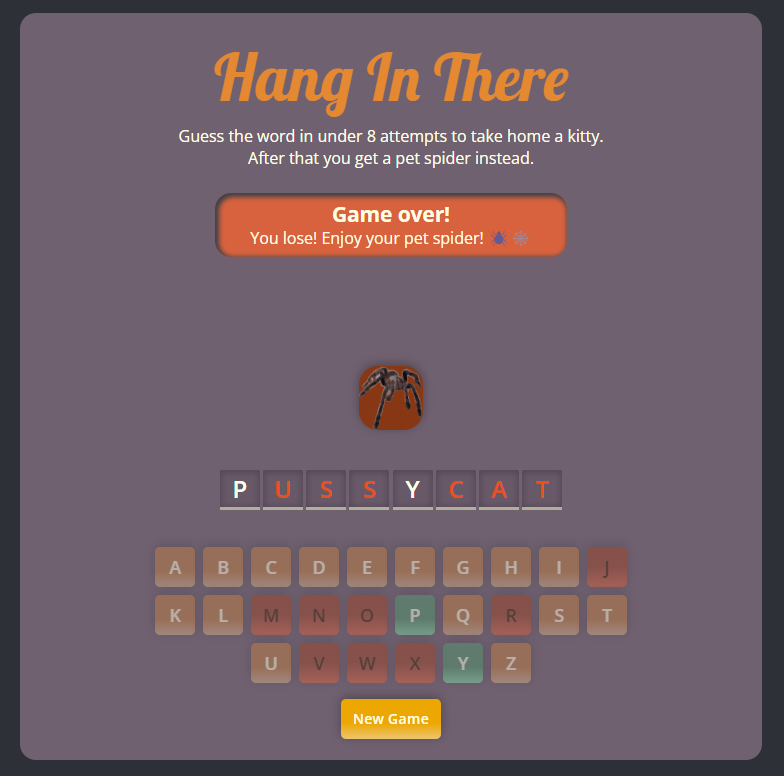 Hang In There
Guess the word in under 8 attempts to take home a kitty.
After that you get a pet spider instead.
Game over!
You lose! Enjoy your pet spider! 🕷️ 🕸️
P U S S Y C A T
A B C D E F G H I J
K L M N O P Q R S T
U V W X Y Z
New Game